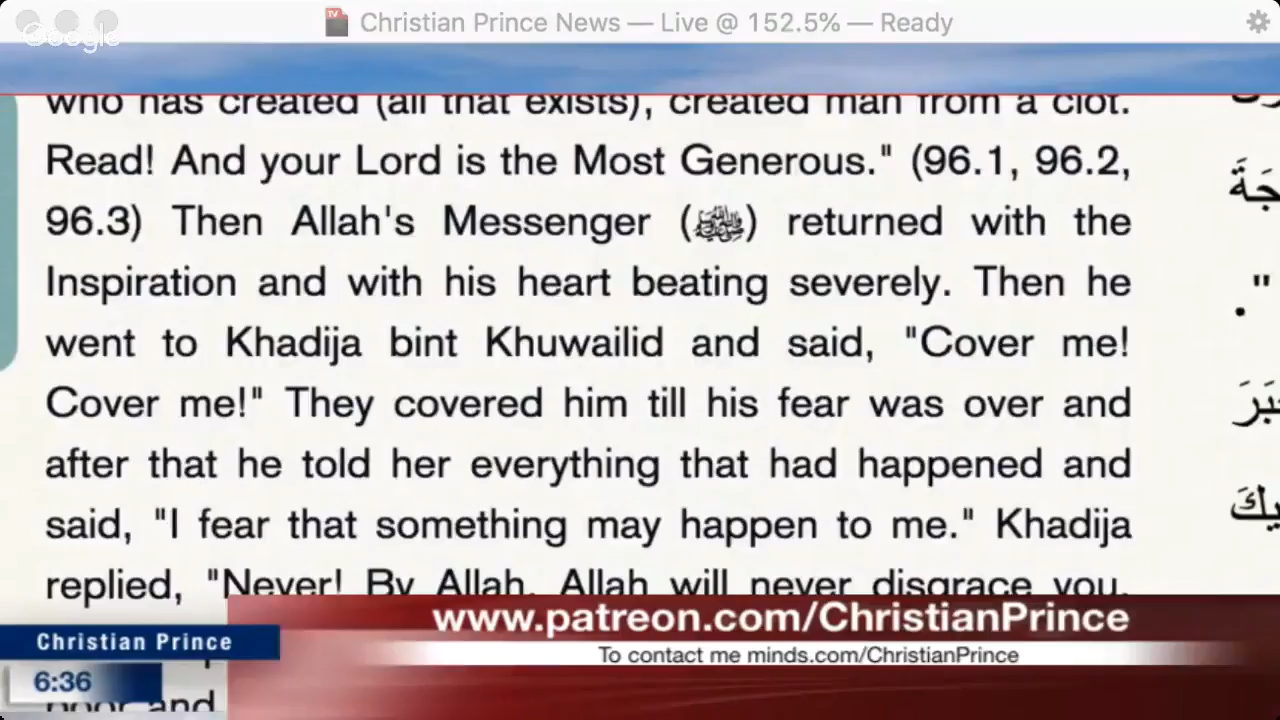 Christian Prince News — Live @ 152.5% — Ready
Google
who has created (all that exists), created man from a clot.
Read! And your Lord is the Most Generous." (96.1, 96.2,
96.3) Then Allah's Messenger (ﷺ) returned with the
Inspiration and with his heart beating severely. Then he
went to Khadija bint Khuwailid and said, "Cover me!
Cover me!" They covered him till his fear was over and
after that he told her everything that had happened and
said, "I fear that something may happen to me." Khadija
replied, "Never! By Allah, Allah will never disgrace you.
www.patreon.com/ChristianPrince
To contact me minds.com/ChristianPrince
Christian Prince
6:36
poor and